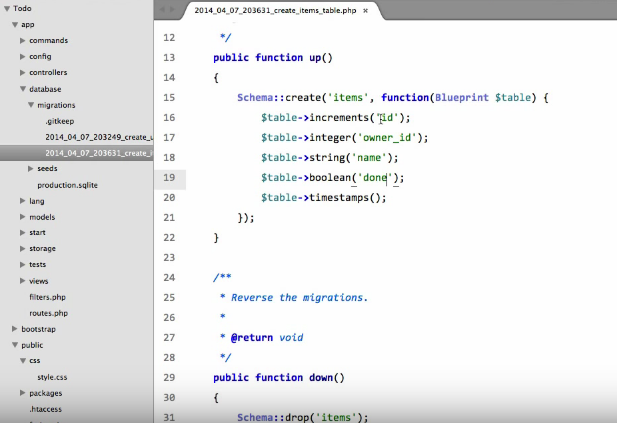 Todo
app
commands
config
controllers
database
migrations
.gitkeep
2014_04_07_203249_create_u
2014_04_07_203631_create_i
seeds
production.sqlite
lang
models
start
storage
tests
views
filters.php
routes.php
bootstrap
public
css
style.css
packages
.htaccess
2014_04_07_203631_create_items_table.php ×
12 */
13 public function up()
14 {
15 Schema::create('items', function(Blueprint $table) {
16 $table->increments('id');
17 $table->integer('owner_id');
18 $table->string('name');
19 $table->boolean('done');
20 $table->timestamps();
21 });
22 }
23
24 /**
25 * Reverse the migrations.
26 *
27 * @return void
28 */
29 public function down()
30 {
31 Schema::drop('items');